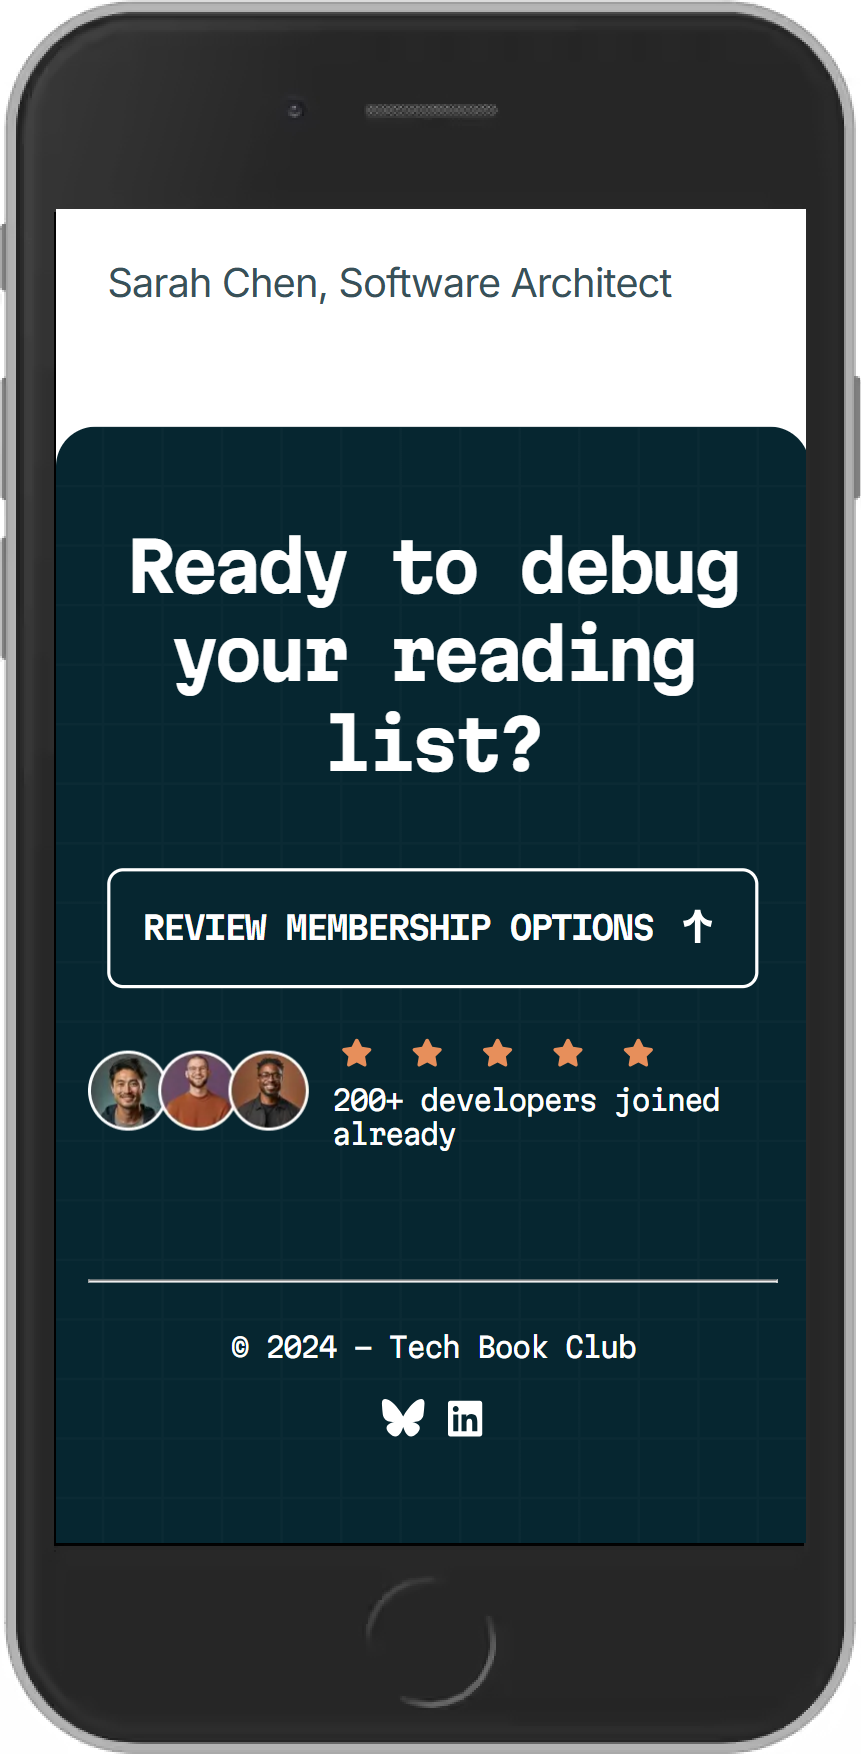 Sarah Chen, Software Architect
Ready to debug
your reading
list?
REVIEW MEMBERSHIP OPTIONS ↑
200+ developers joined
already
© 2024 – Tech Book Club
in